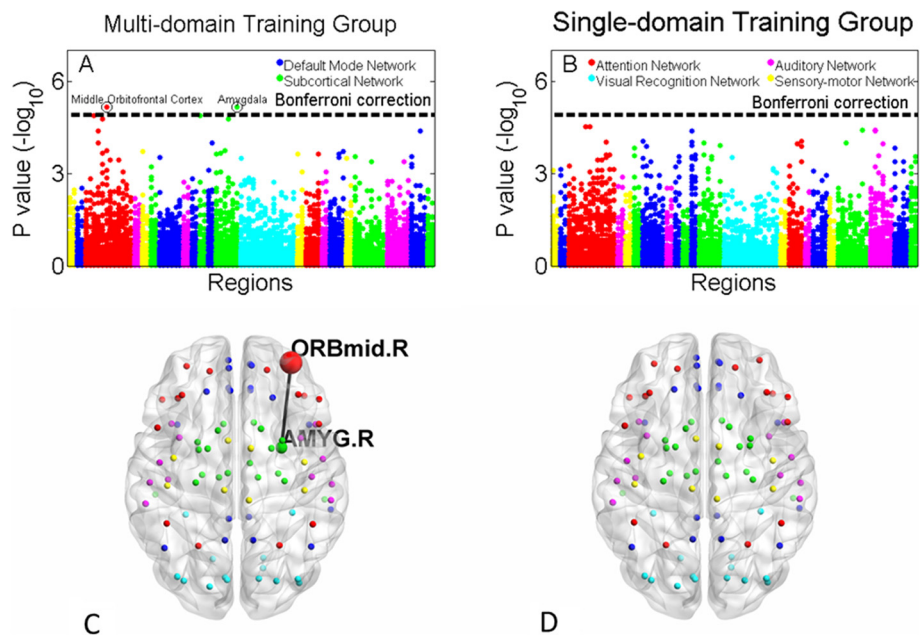 Multi-domain Training Group
Single-domain Training Group
A
Default Mode Network
Subcortical Network
Middle Orbitofrontal Cortex
Amygdala
Bonferroni correction
P value (-log10)
6
3
0
Regions
B
Attention Network
Auditory Network
Visual Recognition Network
Sensory-motor Network
Bonferroni correction
P value (-log10)
6
3
0
Regions
ORBmid.R
AMYG.R
C
D